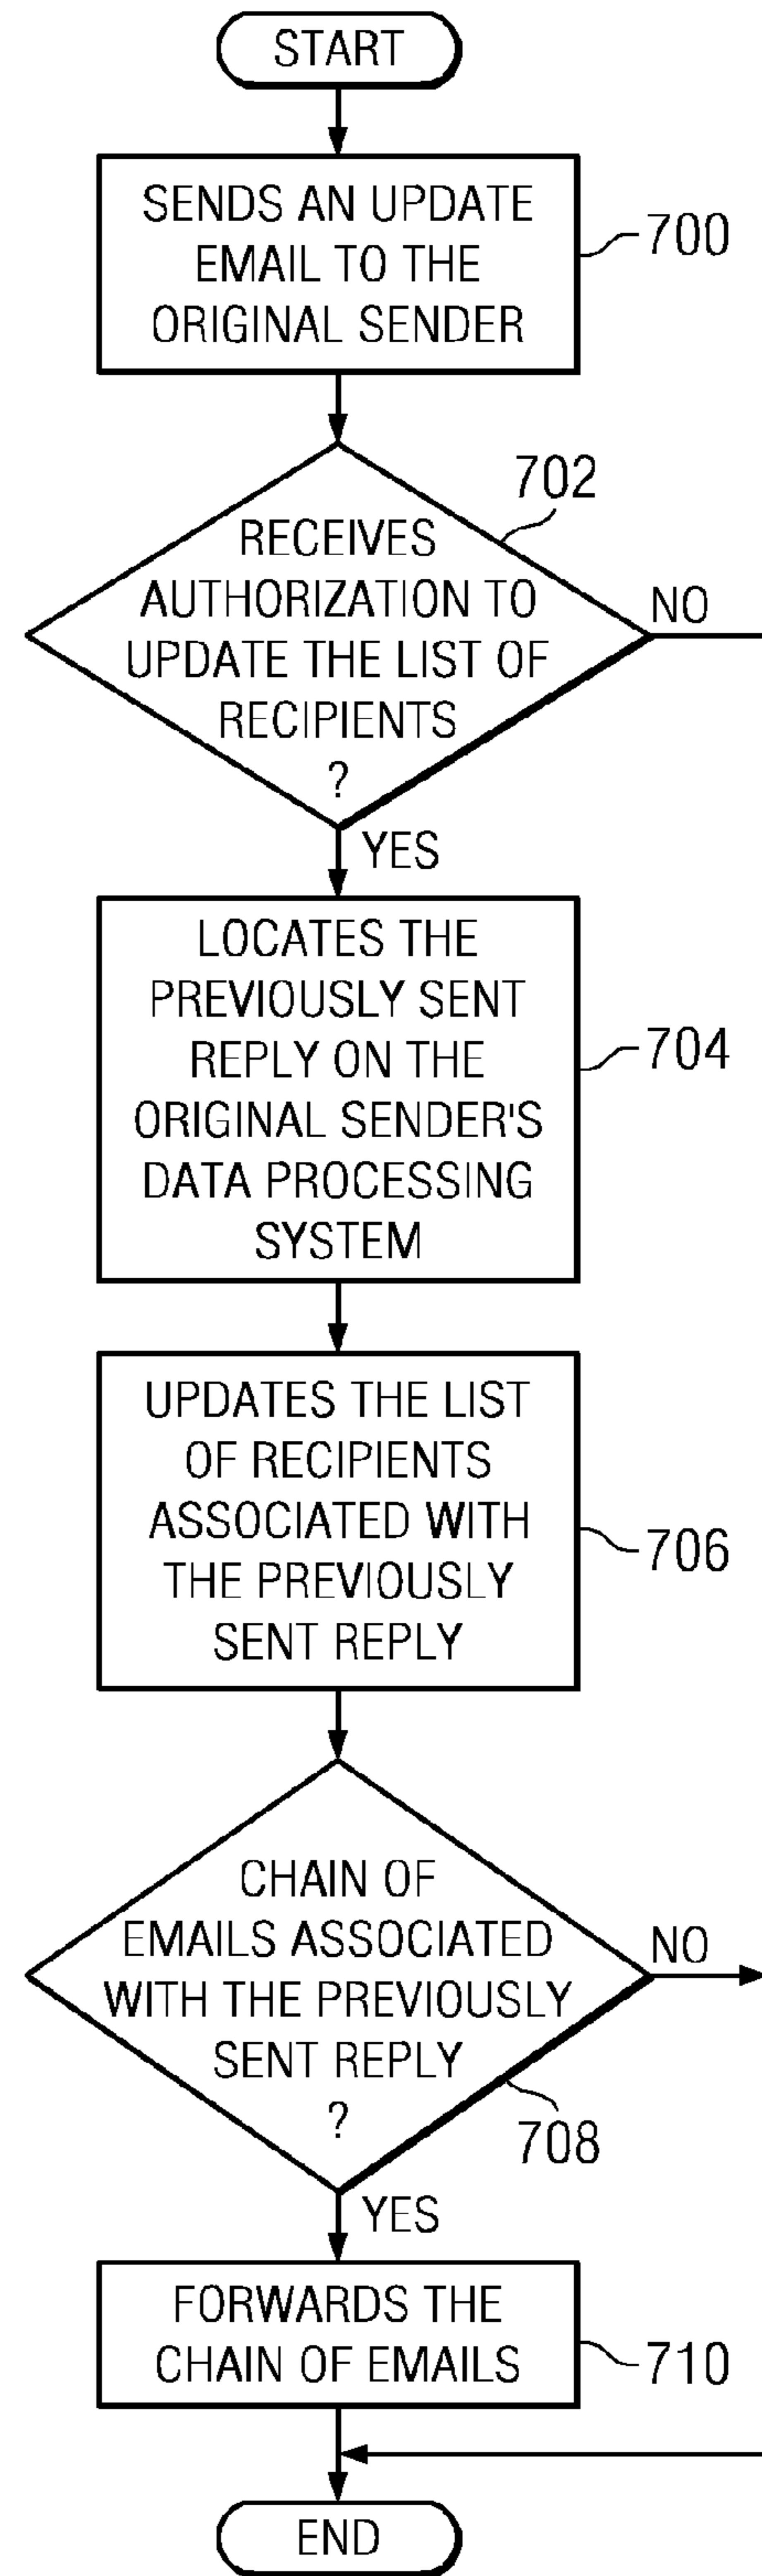 START
SENDS AN UPDATE
EMAIL TO THE
ORIGINAL SENDER
700
702
RECEIVES
AUTHORIZATION TO
UPDATE THE LIST OF
RECIPIENTS
?
NO
YES
LOCATES THE
PREVIOUSLY SENT
REPLY ON THE
ORIGINAL SENDER'S
DATA PROCESSING
SYSTEM
704
UPDATES THE LIST
OF RECIPIENTS
ASSOCIATED WITH
THE PREVIOUSLY
SENT REPLY
706
CHAIN OF
EMAILS ASSOCIATED
WITH THE PREVIOUSLY
SENT REPLY
?
NO
708
YES
FORWARDS THE
CHAIN OF EMAILS
710
END